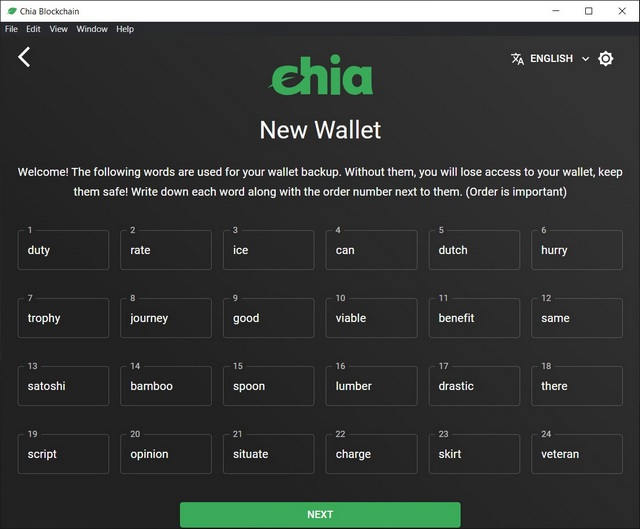 Chia Blockchain
File Edit View Window Help
ENGLISH
chia
New Wallet
Welcome! The following words are used for your wallet backup. Without them, you will lose access to your wallet, keep
them safe! Write down each word along with the order number next to them. (Order is important)
1 2 3 4 5 6
duty rate ice can dutch hurry
7 8 9 10 11 12
trophy journey good viable benefit same
13 14 15 16 17 18
satoshi bamboo spoon lumber drastic there
19 20 21 22 23 24
script opinion situate charge skirt veteran
NEXT